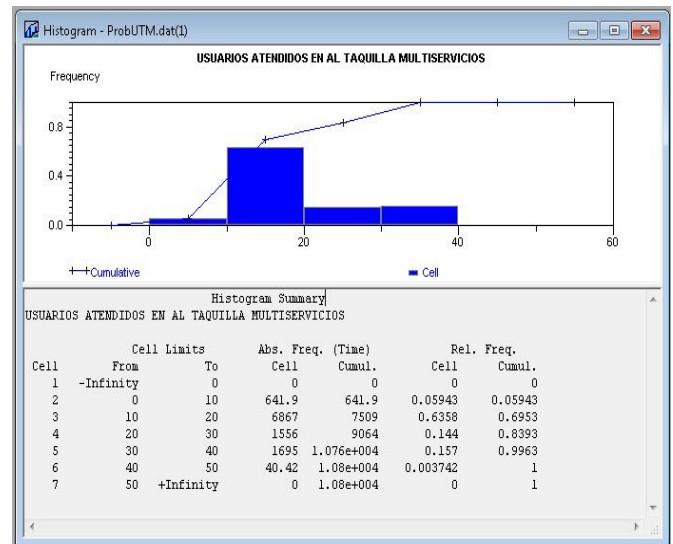 Histogram - ProbUTM.dat(1)
USUARIOS ATENDIDOS EN AL TAQUILLA MULTISERVICIOS
Frequency
0.8
0.4
0.0
0 20 40 60
Cumulative Cell
Histogram Summary
USUARIOS ATENDIDOS EN AL TAQUILLA MULTISERVICIOS
Cell Limits Abs. Freq. (Time) Rel. Freq.
Cell From To Cell Cumul. Cell Cumul.
1 -Infinity 0 0 0 0 0
2 0 10 641.9 641.9 0.05943 0.05943
3 10 20 6867 7509 0.6358 0.6953
4 20 30 1556 9064 0.144 0.8393
5 30 40 1695 1.076e+004 0.157 0.9963
6 40 50 40.42 1.08e+004 0.003742 1
7 50 +Infinity 0 1.08e+004 0 1